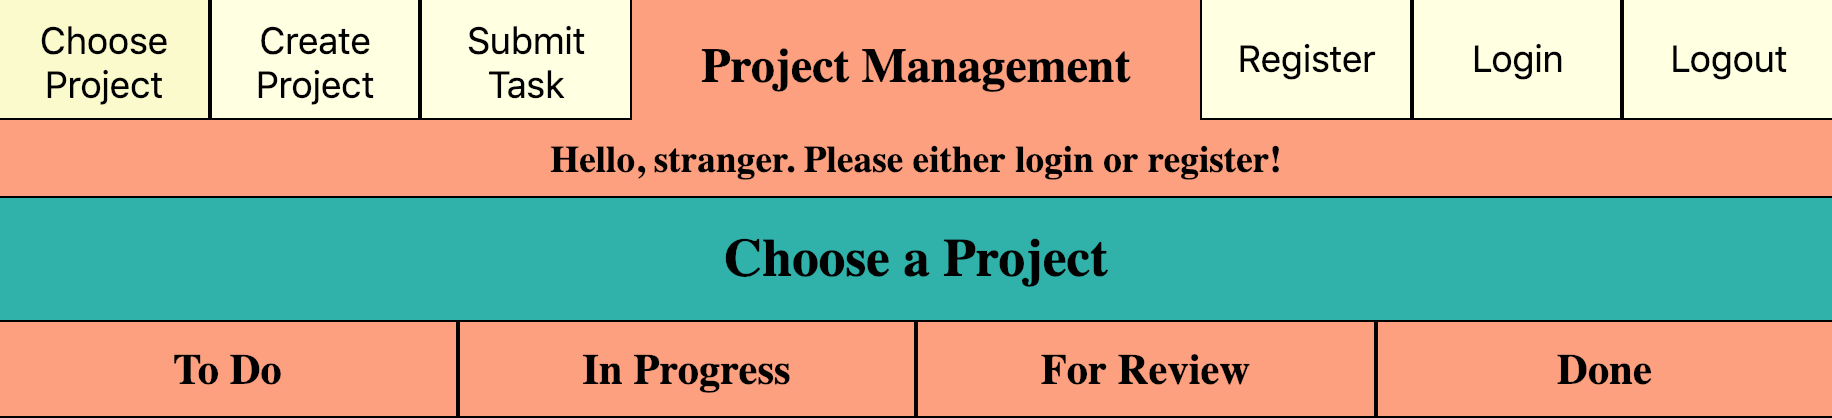 Choose
Project
Create
Project
Submit
Task
Project Management
Register
Login
Logout
Hello, stranger. Please either login or register!
Choose a Project
To Do
In Progress
For Review
Done